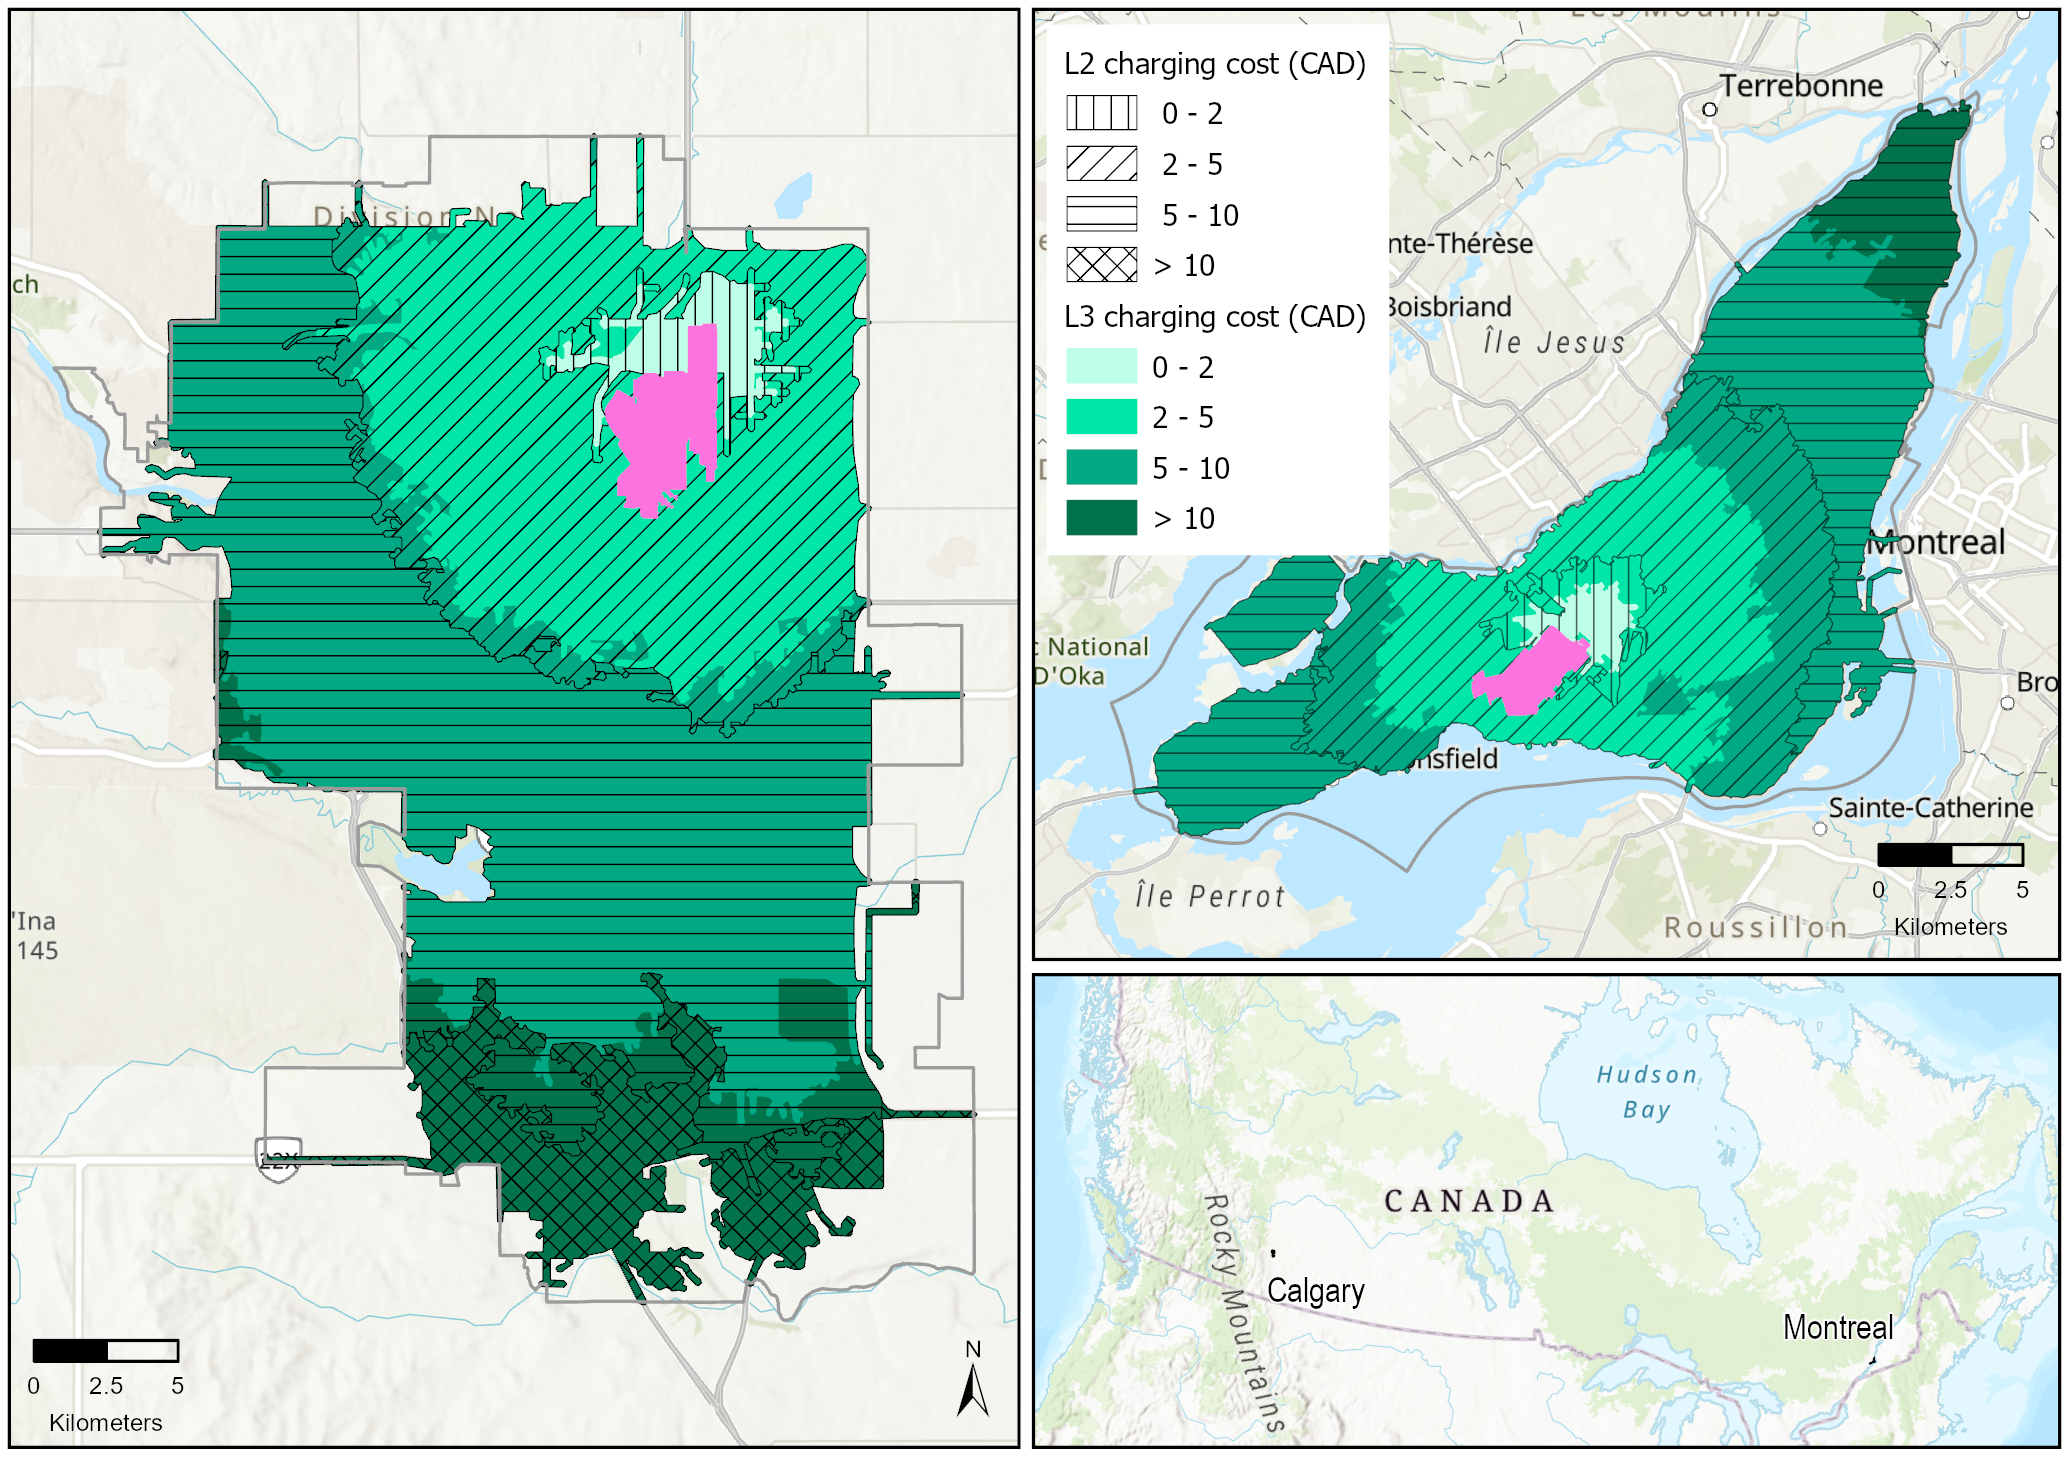 Division No
ch
'Ina
145
22X
0 2.5 5
Kilometers
N
L2 charging cost (CAD)
0 - 2
2 - 5
5 - 10
> 10
L3 charging cost (CAD)
0 - 2
2 - 5
5 - 10
> 10
Terrebonne
nte-Thérèse
Boisbriand
Île Jesus
Montreal
National
D'Oka
Bro
nsfield
Sainte-Catherine
Île Perrot
Roussillon
0 2.5 5
Kilometers
Hudson
Bay
CANADA
Rocky Mountains
Calgary
Montreal